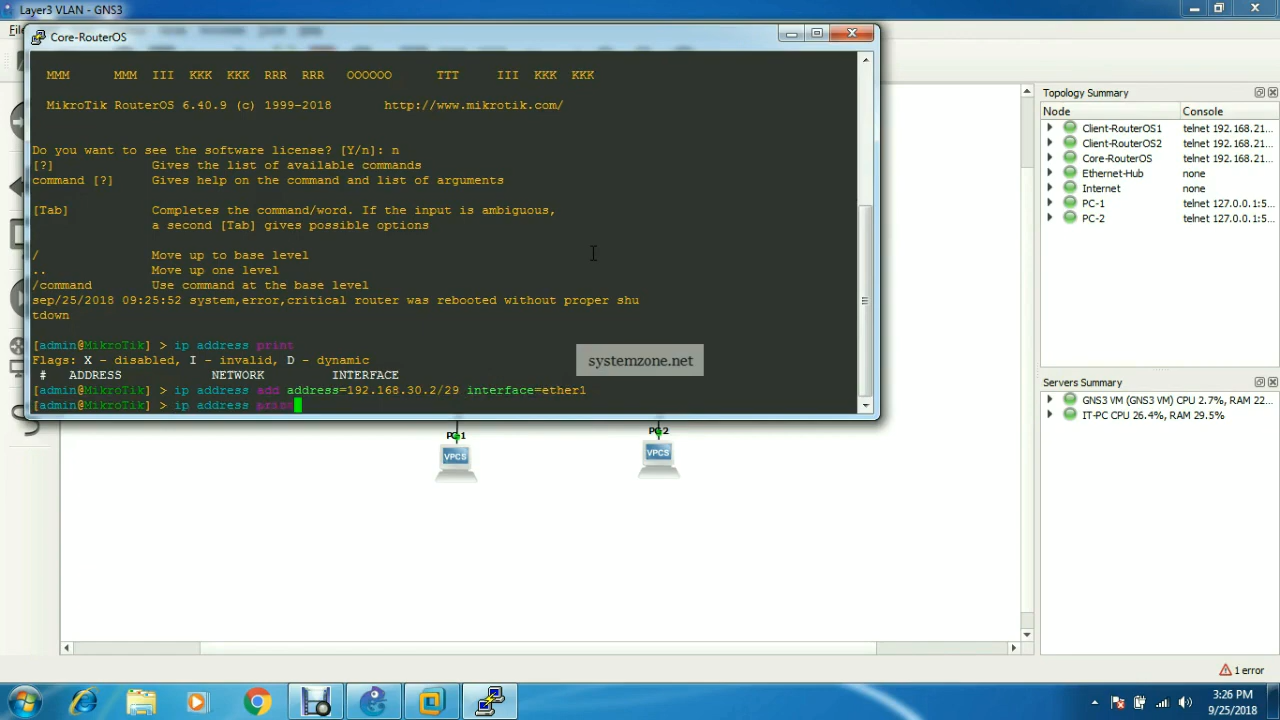 Layer3 VLAN - GNS3
Core-RouterOS
MMM MMM III KKK KKK RRR RRR OOOOOO TTT III KKK KKK
MikroTik RouterOS 6.40.9 (c) 1999-2018 http://www.mikrotik.com/
Do you want to see the software license? [Y/n]: n
[?] Gives the list of available commands
command [?] Gives help on the command and list of arguments
[Tab] Completes the command/word. If the input is ambiguous,
a second [Tab] gives possible options
/ Move up to base level
.. Move up one level
/command Use command at the base level
sep/25/2018 09:25:52 system,error,critical router was rebooted without proper shu
tdown
[admin@MikroTik] > ip address print
Flags: X - disabled, I - invalid, D - dynamic
# ADDRESS NETWORK INTERFACE
[admin@MikroTik] > ip address add address=192.168.30.2/29 interface=ether1
[admin@MikroTik] > ip address print
systemzone.net
PC-1
VPCS
VPCS
Topology Summary
Node Console
Client-RouterOS1 telnet 192.168.21...
Client-RouterOS2 telnet 192.168.21...
Core-RouterOS telnet 192.168.21...
Ethernet-Hub none
Internet none
PC-1 telnet 127.0.0.1:5...
PC-2 telnet 127.0.0.1:5...
Servers Summary
GNS3 VM (GNS3 VM) CPU 2.7%, RAM 22...
IT-PC CPU 26.4%, RAM 29.5%
1 error
3:26 PM
9/25/2018